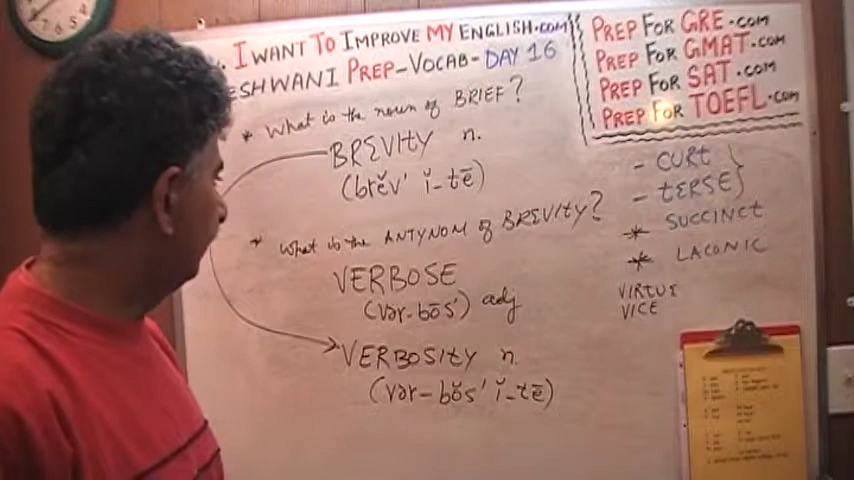 I WANT TO IMPROVE MY ENGLISH.COM
ESHWANI PREP-VOCAB-DAY 16
* What is the noun of BRIEF?
BREVITY n.
(brĕv' ĭ-tē)
* What is the ANTYNOM of BREVITY?
VERBOSE
(vər-bōs') adj
VERBOSITY n.
(vər-bŏs' ĭ-tē)
PREP FOR GRE.COM
PREP FOR GMAT.COM
PREP FOR SAT.COM
PREP FOR TOEFL.COM
- CURT
- TERSE
* SUCCINCT
* LACONIC
VIRTUE
VICE